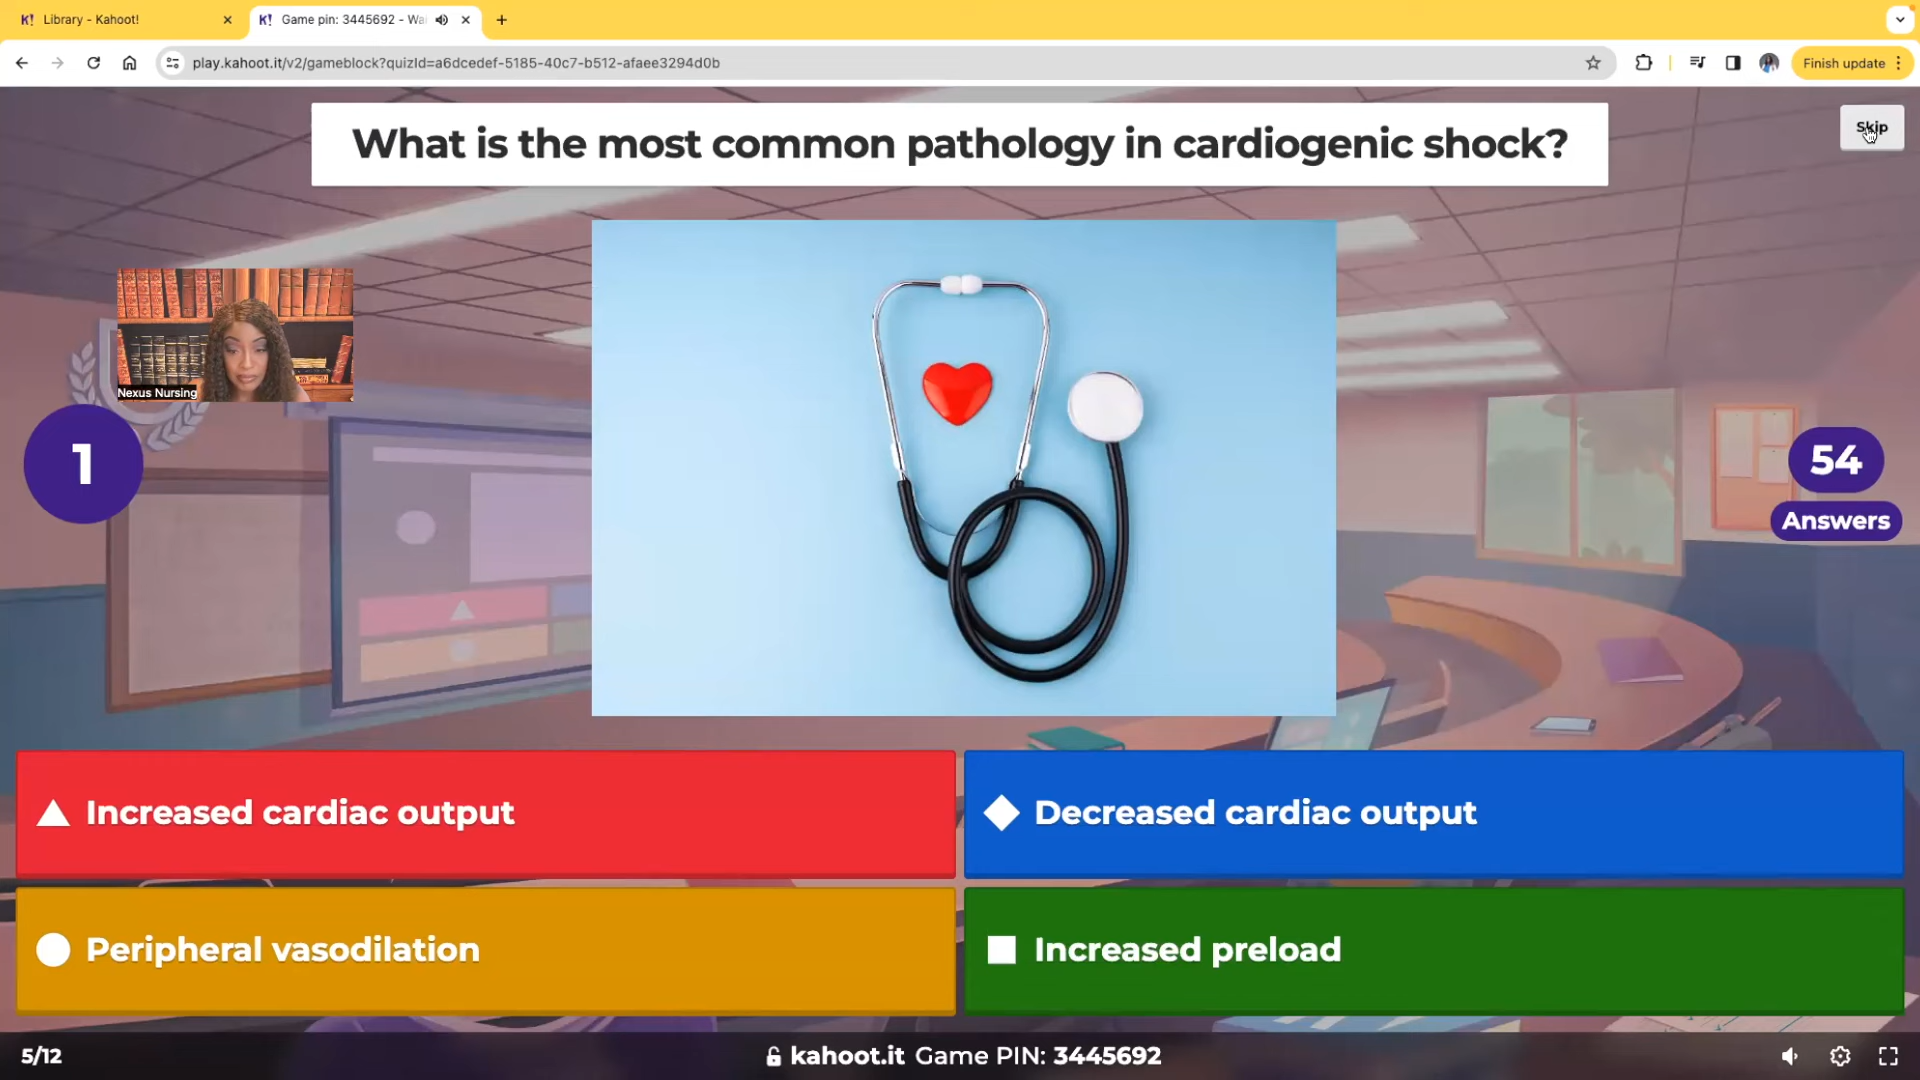 Library - Kahoot!
Game pin: 3445692 - Wai
play.kahoot.it/v2/gameblock?quizId=a6dcedef-5185-40c7-b512-afaee3294d0b
Finish update
What is the most common pathology in cardiogenic shock?
Skip
Nexus Nursing
1
54
Answers
Increased cardiac output
Decreased cardiac output
Peripheral vasodilation
Increased preload
5/12
kahoot.it Game PIN: 3445692